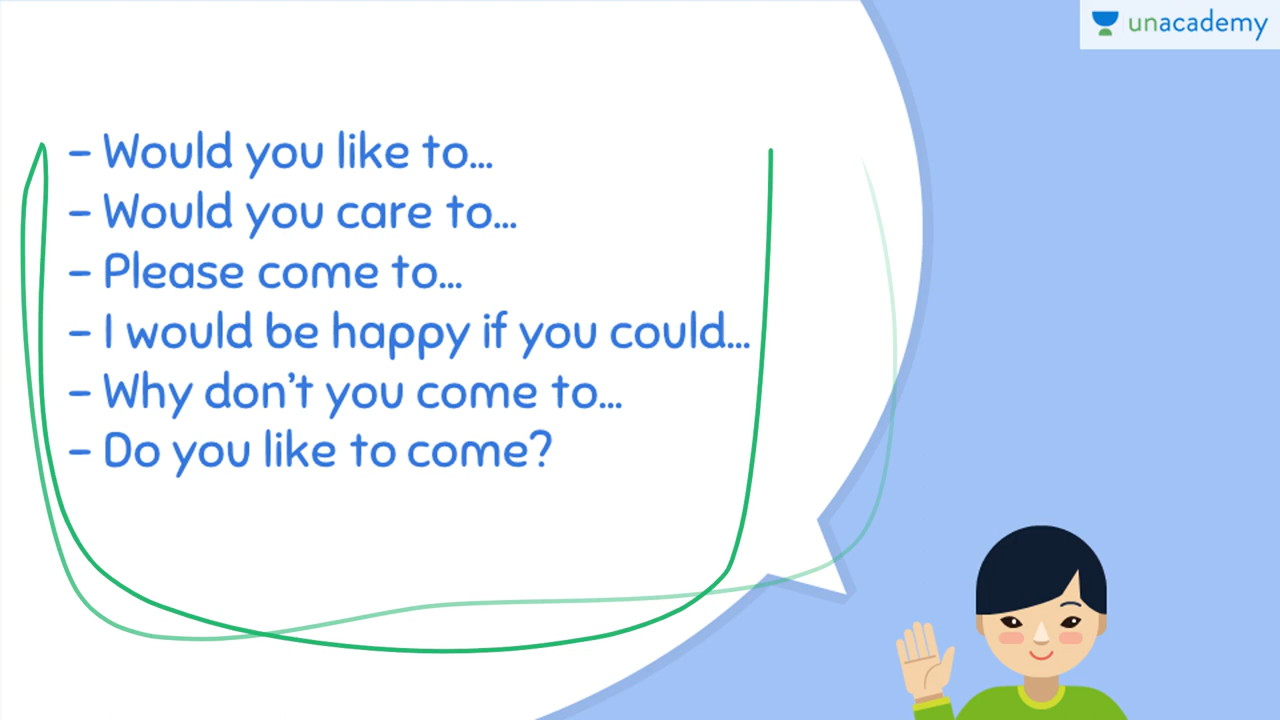 unacademy
– Would you like to...
– Would you care to...
– Please come to...
– I would be happy if you could...
– Why don't you come to...
– Do you like to come?